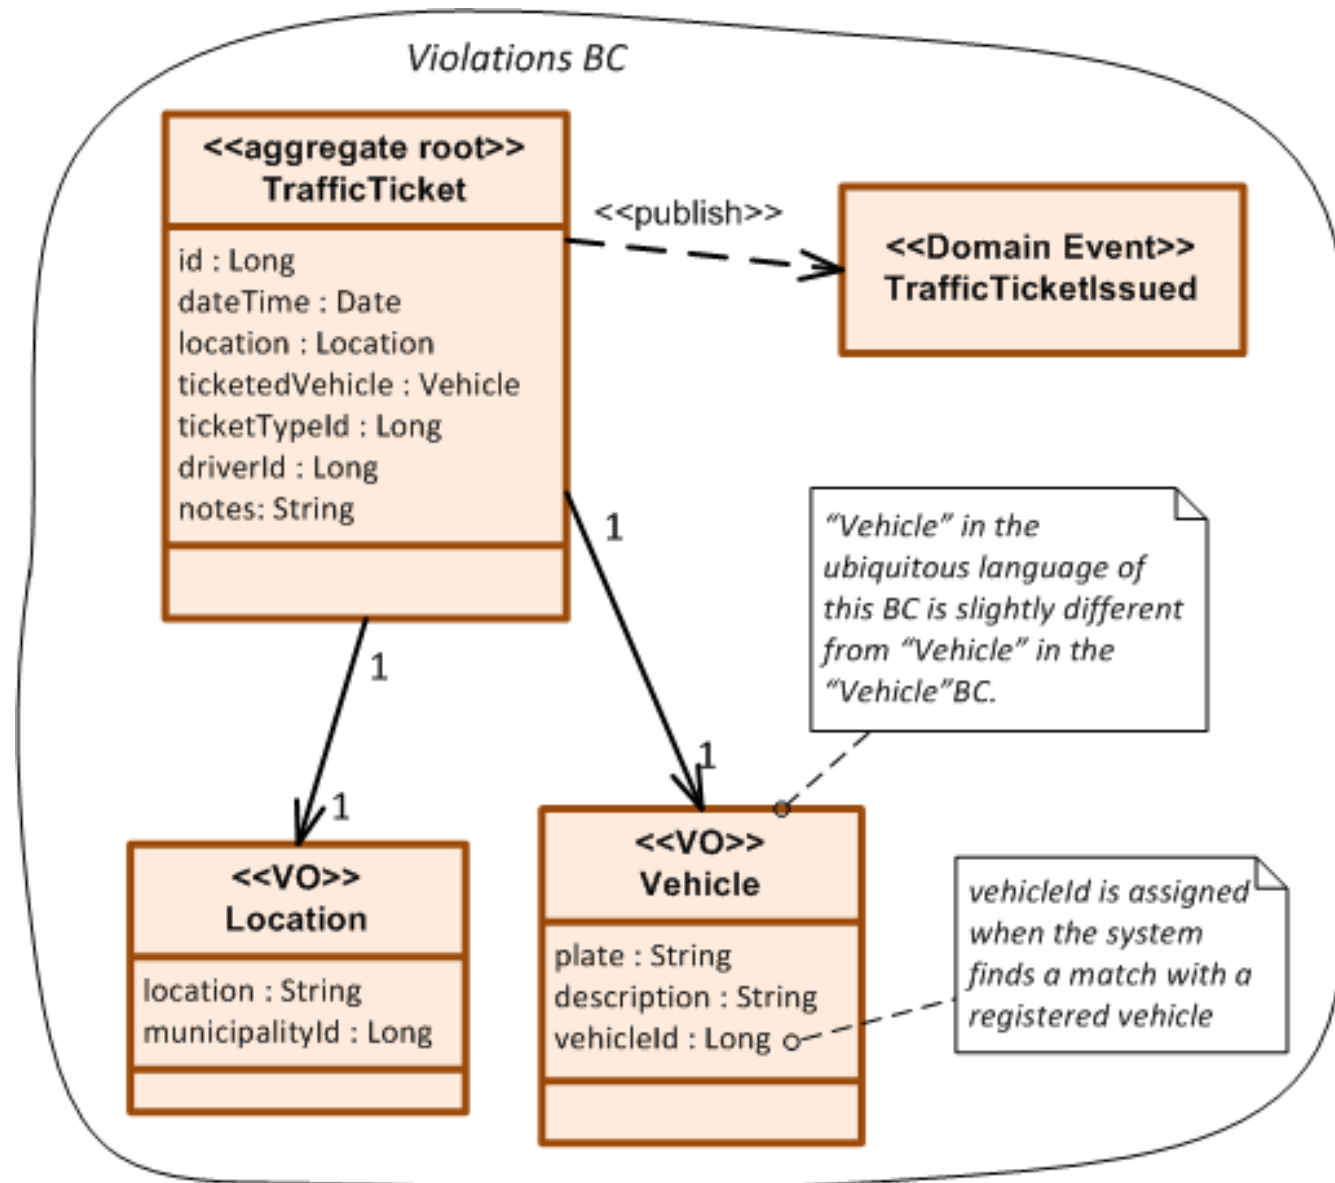 Violations BC
<<aggregate root>>
TrafficTicket
id : Long
dateTime : Date
location : Location
ticketedVehicle : Vehicle
ticketTypeId : Long
driverId : Long
notes: String
<<publish>>
<<Domain Event>>
TrafficTicketIssued
1
1
1
1
“Vehicle” in the
ubiquitous language of
this BC is slightly different
from “Vehicle” in the
“Vehicle”BC.
<<VO>>
Location
location : String
municipalityId : Long
<<VO>>
Vehicle
plate : String
description : String
vehicleId : Long
vehicleId is assigned
when the system
finds a match with a
registered vehicle